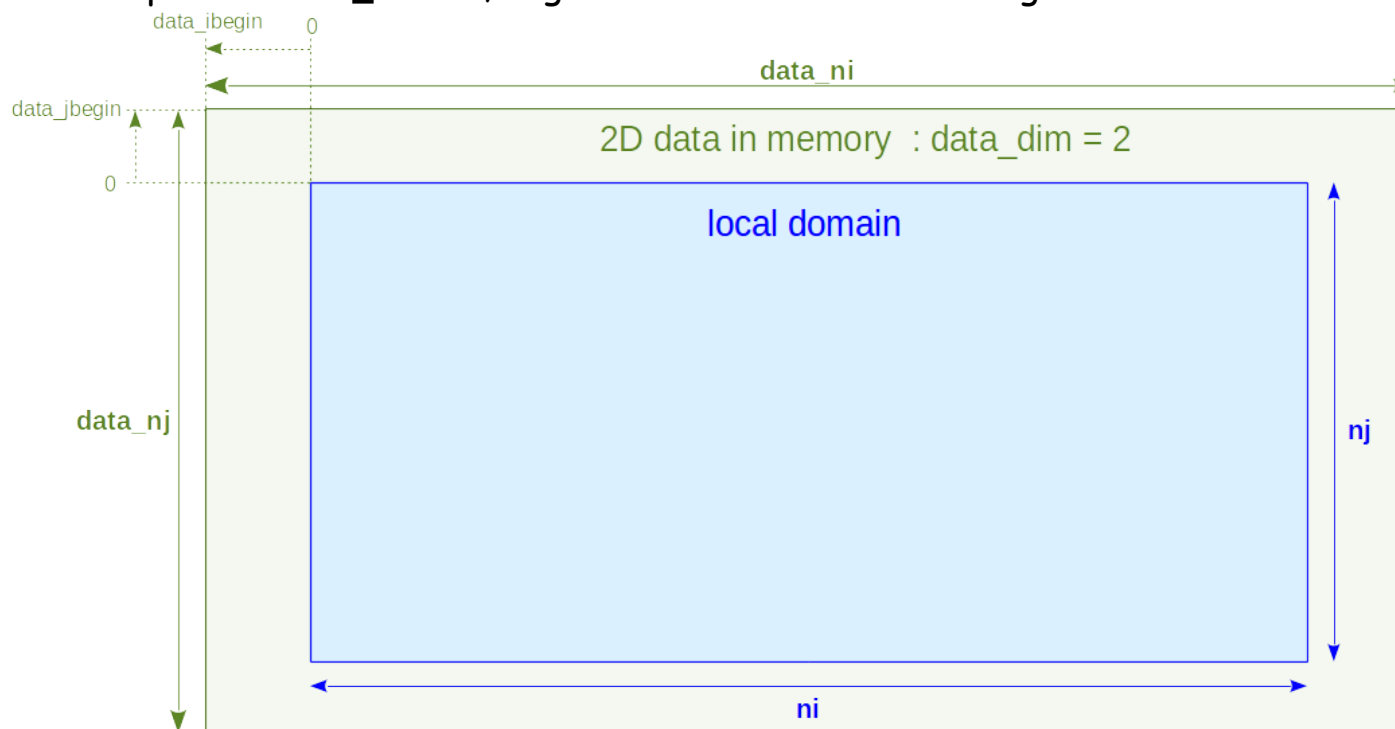 data_ibegin
0
data_ni
data_jbegin
2D data in memory : data_dim = 2
0
local domain
data_nj
nj
ni